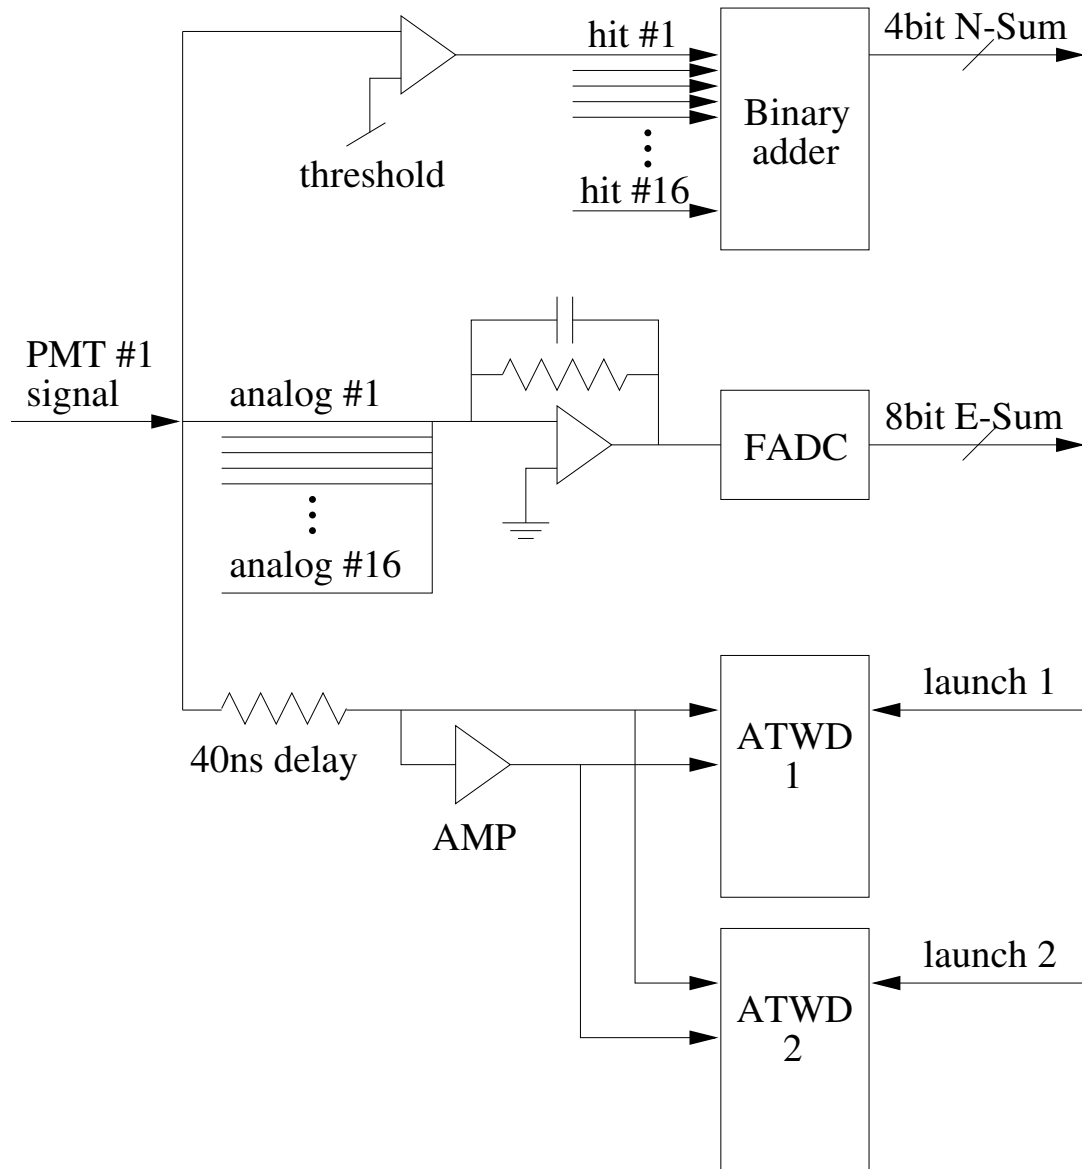 hit #1
4bit N-Sum
Binary
adder
threshold
hit #16
PMT #1
signal
analog #1
8bit E-Sum
FADC
analog #16
launch 1
ATWD
1
40ns delay
AMP
launch 2
ATWD
2